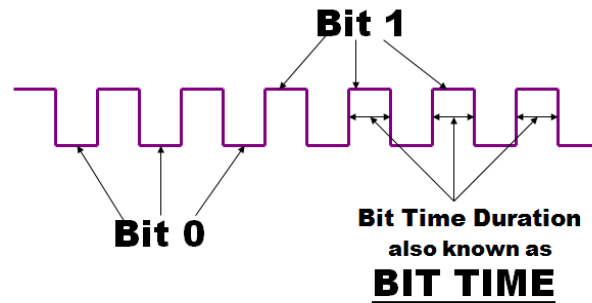 Bit 1
Bit 0
Bit Time Duration
also known as
BIT TIME